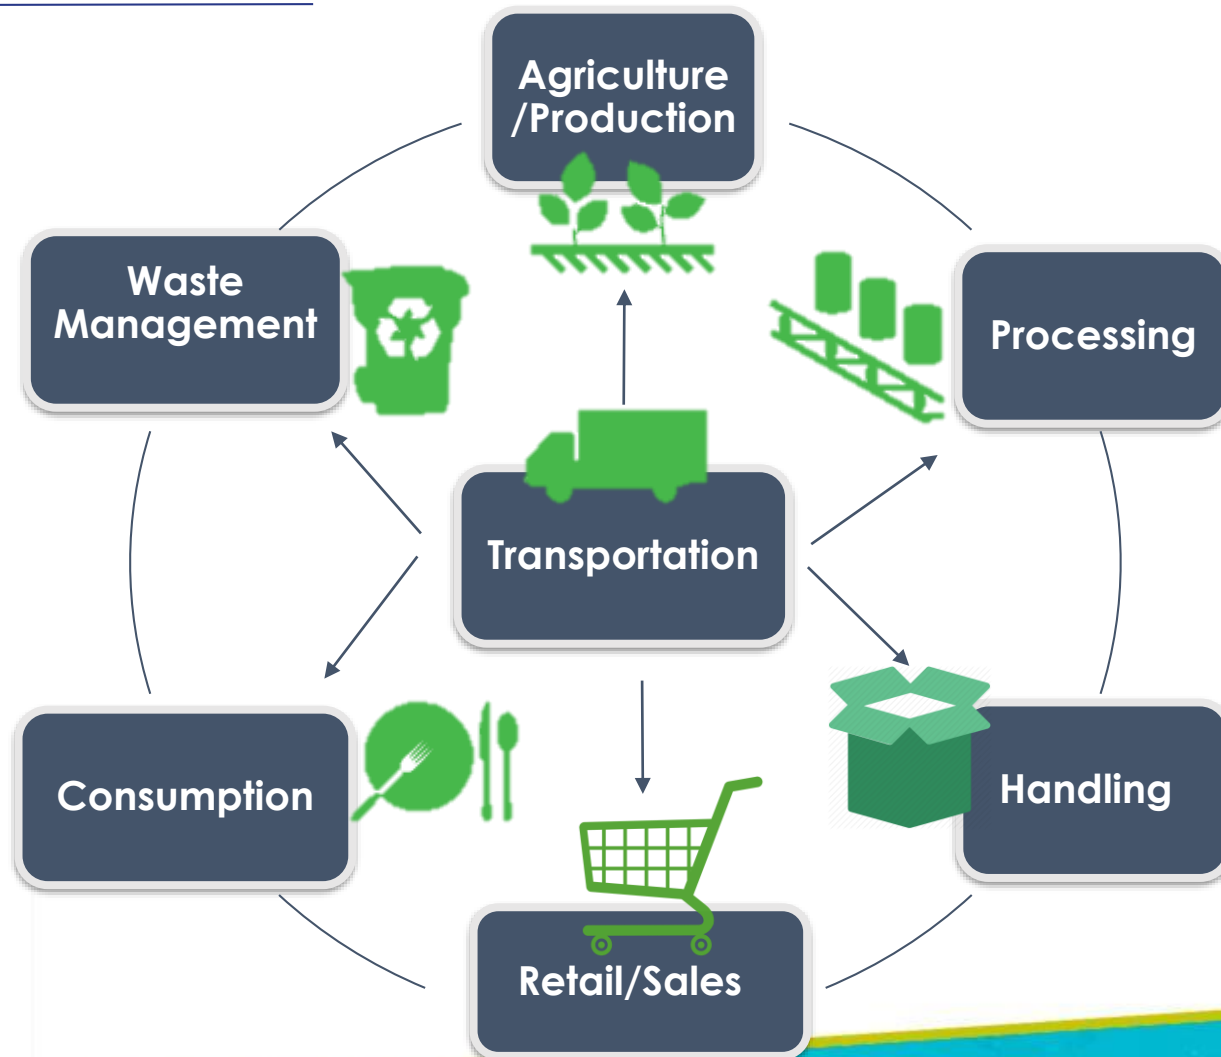 Agriculture
/Production
Waste
Management
Processing
Transportation
Consumption
Handling
Retail/Sales